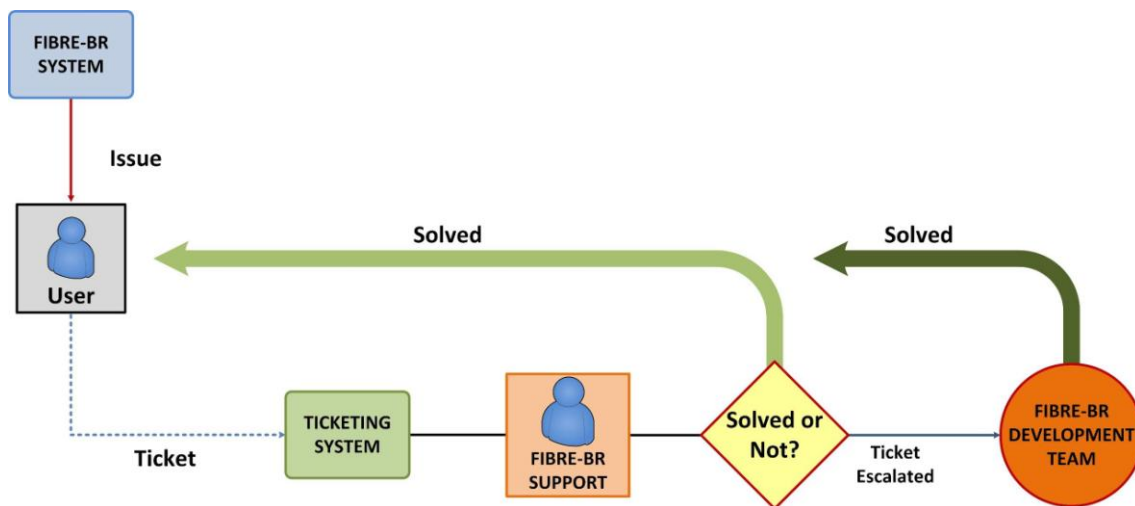 FIBRE-BR
SYSTEM
Issue
User
Solved
Solved
Ticket
TICKETING
SYSTEM
FIBRE-BR
SUPPORT
Solved or
Not?
Ticket
Escalated
FIBRE-BR
DEVELOPMENT
TEAM